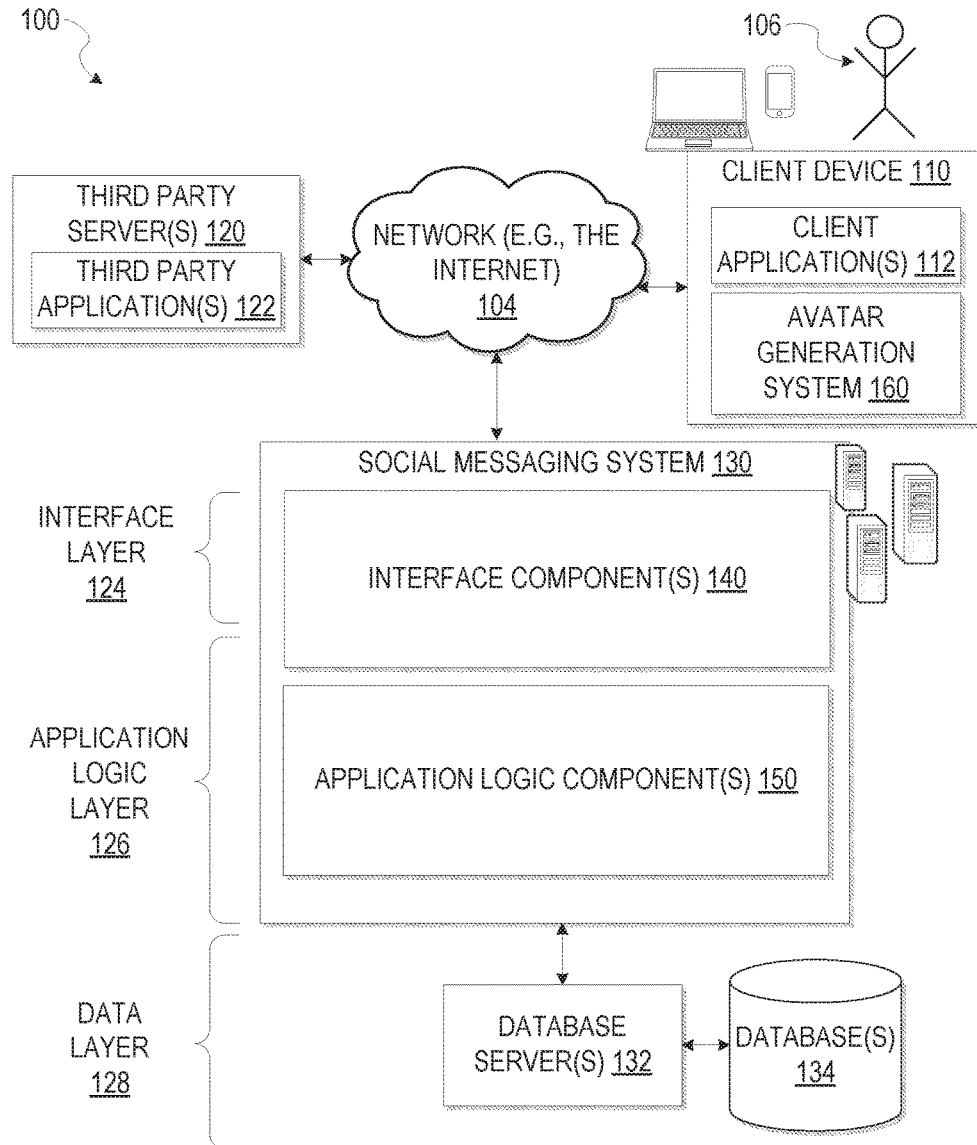 100
106
CLIENT DEVICE 110
CLIENT
APPLICATION(S) 112
AVATAR
GENERATION
SYSTEM 160
THIRD PARTY
SERVER(S) 120
THIRD PARTY
APPLICATION(S) 122
NETWORK (E.G., THE
INTERNET)
104
SOCIAL MESSAGING SYSTEM 130
INTERFACE
LAYER
124
INTERFACE COMPONENT(S) 140
APPLICATION
LOGIC
LAYER
126
APPLICATION LOGIC COMPONENT(S) 150
DATA
LAYER
128
DATABASE
SERVER(S) 132
DATABASE(S)
134